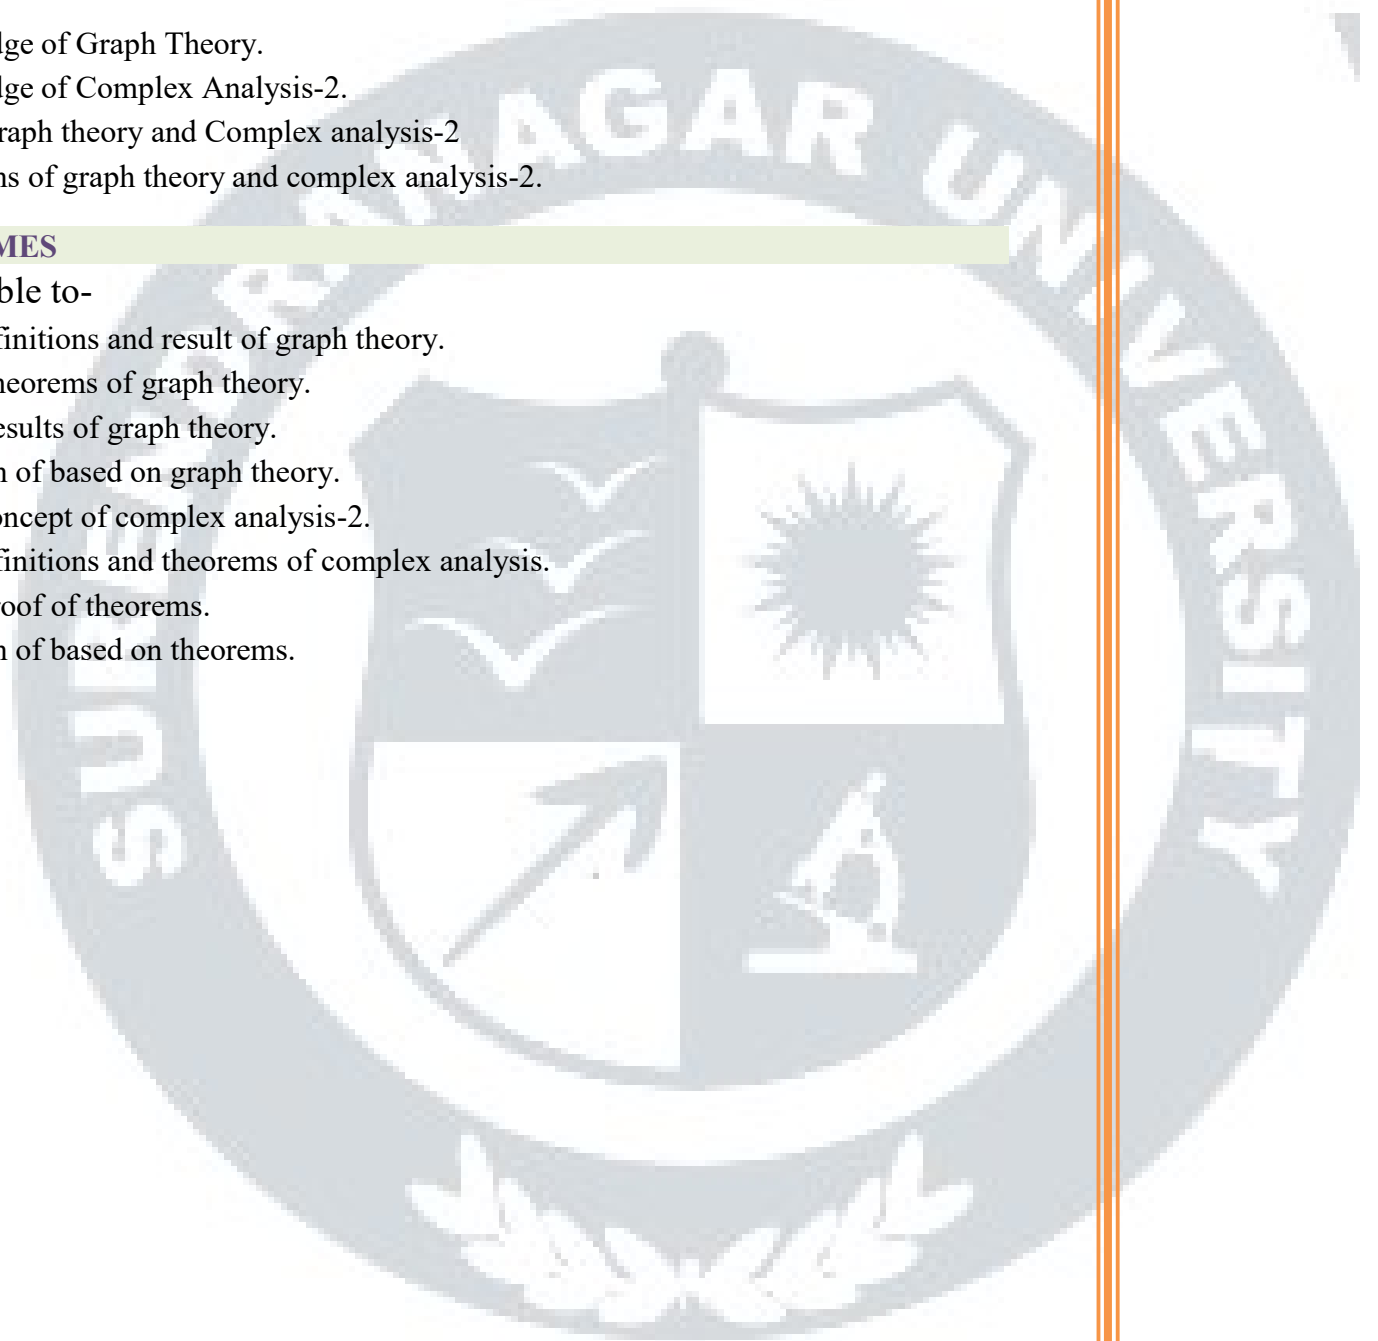 dge of Graph Theory.
dge of Complex Analysis-2.
raph theory and Complex analysis-2
ns of graph theory and complex analysis-2.
MES
ble to-
finitions and result of graph theory.
heorems of graph theory.
esults of graph theory.
n of based on graph theory.
oncept of complex analysis-2.
finitions and theorems of complex analysis.
roof of theorems.
n of based on theorems.
SURENDRANAGAR UNIVERSITY